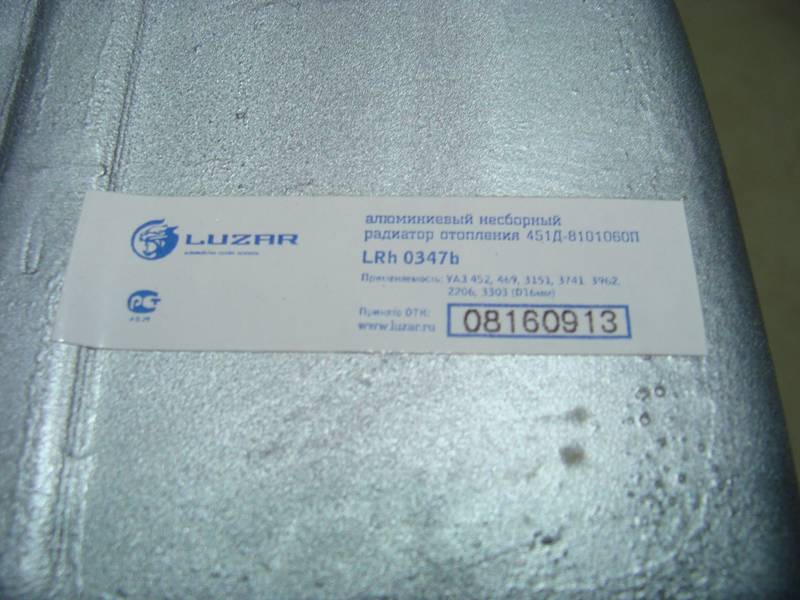 LUZAR
алюминиевый несборный
радиатор отопления 451Д-8101060П
LRh 0347b
Применяемость: УАЗ 452, 469, 3151, 3741, 3962,
2206, 3303 (D16мм)
РСТ
Принято ОТК:
www.luzar.ru
08160913